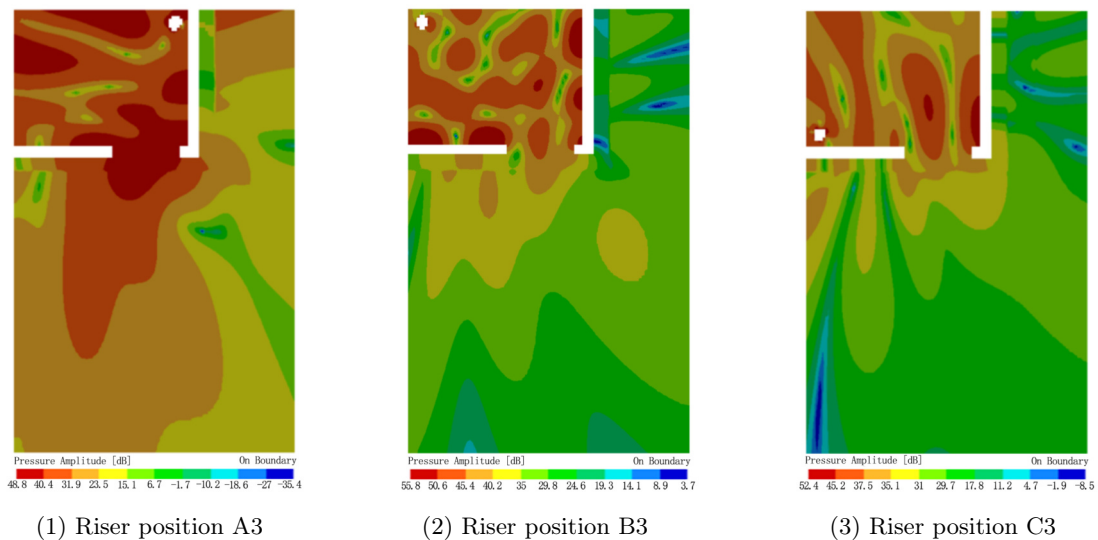 Pressure Amplitude [dB] On Boundary
48.8 40.4 31.9 23.5 15.1 6.7 -1.7 -10.2 -18.6 -27 -35.4
(1) Riser position A3
Pressure Amplitude [dB] On Boundary
55.8 50.6 45.4 40.2 35 29.8 24.6 19.3 14.1 8.9 3.7
(2) Riser position B3
Pressure Amplitude [dB] On Boundary
52.4 45.2 37.5 35.1 31 29.7 17.8 11.2 4.7 -1.9 -8.5
(3) Riser position C3